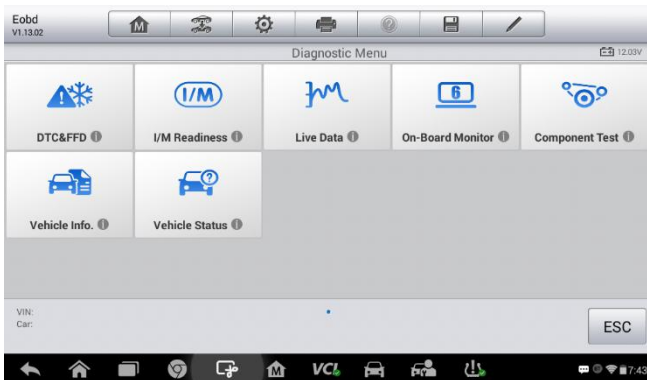 Eobd
V1.13.02
M
Diagnostic Menu
12.03V
I/M
6
DTC&FFD
I/M Readiness
Live Data
On-Board Monitor
Component Test
Vehicle Info.
Vehicle Status
VIN:
Car:
ESC
M
VCI
7:43